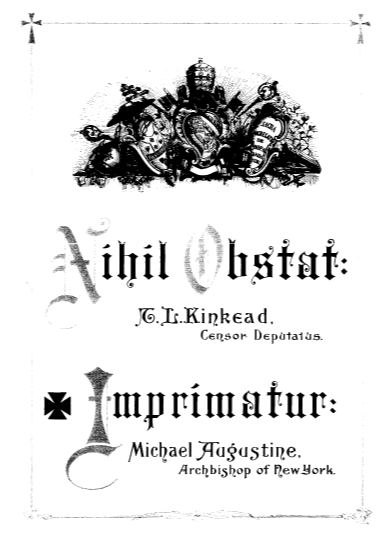 Nihil Obstat:
T. L. Kinkead,
Censor Deputatus.
Imprimatur:
Michael Augustine,
Archbishop of New York.